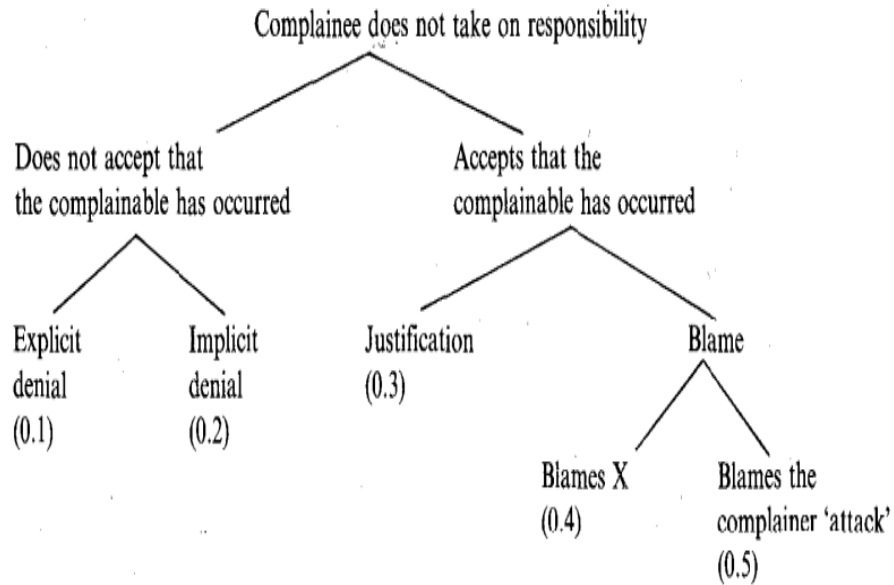 Complainee does not take on responsibility
Does not accept that
the complainable has occurred
Accepts that the
complainable has occurred
Explicit
denial
(0.1)
Implicit
denial
(0.2)
Justification
(0.3)
Blame
Blames X
(0.4)
Blames the
complainer ‘attack’
(0.5)